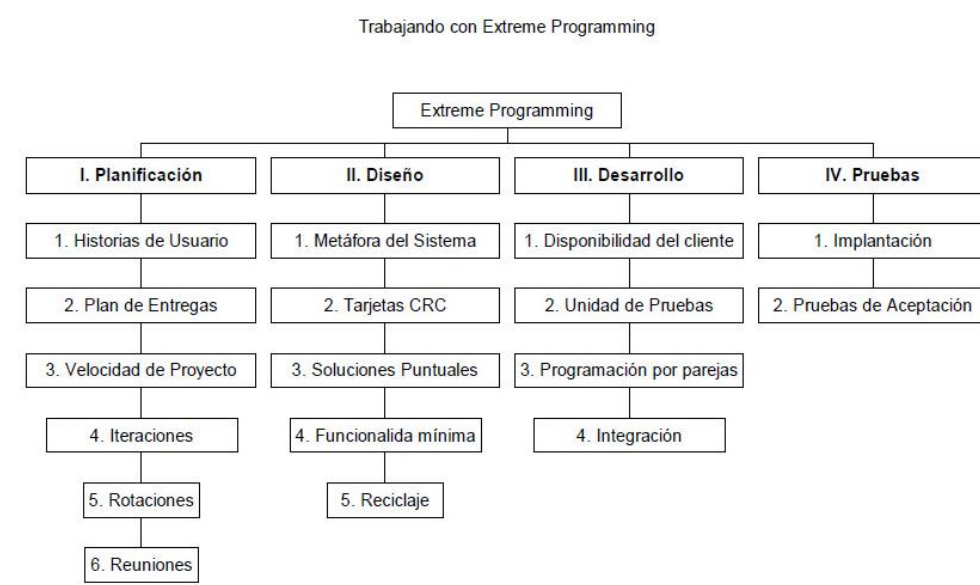 Trabajando con Extreme Programming
Extreme Programming
I. Planificación
1. Historias de Usuario
2. Plan de Entregas
3. Velocidad de Proyecto
4. Iteraciones
5. Rotaciones
6. Reuniones
II. Diseño
1. Metáfora del Sistema
2. Tarjetas CRC
3. Soluciones Puntuales
4. Funcionalida mínima
5. Reciclaje
III. Desarrollo
1. Disponibilidad del cliente
2. Unidad de Pruebas
3. Programación por parejas
4. Integración
IV. Pruebas
1. Implantación
2. Pruebas de Aceptación